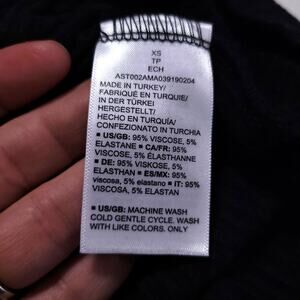 XS
TP
ECH
AST002AMA039190204
MADE IN TURKEY/
FABRIQUÉ EN TURQUIE/
IN DER TÜRKEI
HERGESTELLT/
HECHO EN TURQUÍA/
CONFEZIONATO IN TURCHIA
■ US/GB: 95% VISCOSE, 5%
ELASTANE ■ CA/FR: 95%
VISCOSE, 5% ÉLASTHANNE
■ DE: 95% VISKOSE, 5%
ELASTHAN ■ ES/MX: 95%
viscosa, 5% elastano ■ IT: 95%
VISCOSA, 5% ELASTAN
■ US/GB: MACHINE WASH
COLD GENTLE CYCLE. WASH
WITH LIKE COLORS. ONLY